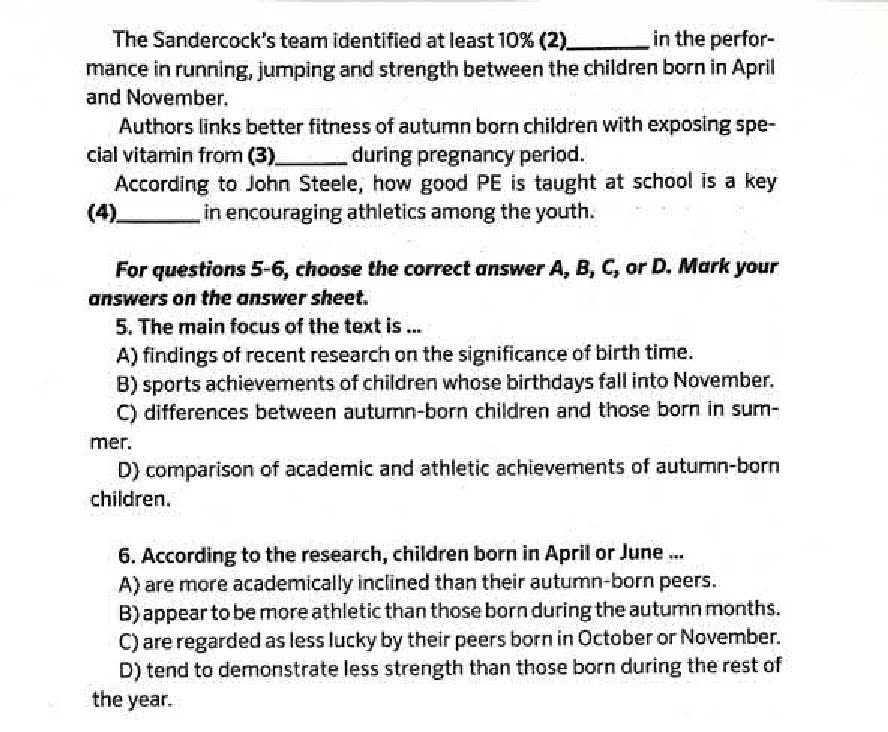 The Sandercock's team identified at least 10% (2)________ in the perfor-
mance in running, jumping and strength between the children born in April
and November.
Authors links better fitness of autumn born children with exposing spe-
cial vitamin from (3)_______ during pregnancy period.
According to John Steele, how good PE is taught at school is a key
(4)________ in encouraging athletics among the youth.
For questions 5-6, choose the correct answer A, B, C, or D. Mark your
answers on the answer sheet.
5. The main focus of the text is ...
A) findings of recent research on the significance of birth time.
B) sports achievements of children whose birthdays fall into November.
C) differences between autumn-born children and those born in sum-
mer.
D) comparison of academic and athletic achievements of autumn-born
children.
6. According to the research, children born in April or June ...
A) are more academically inclined than their autumn-born peers.
B) appear to be more athletic than those born during the autumn months.
C) are regarded as less lucky by their peers born in October or November.
D) tend to demonstrate less strength than those born during the rest of
the year.